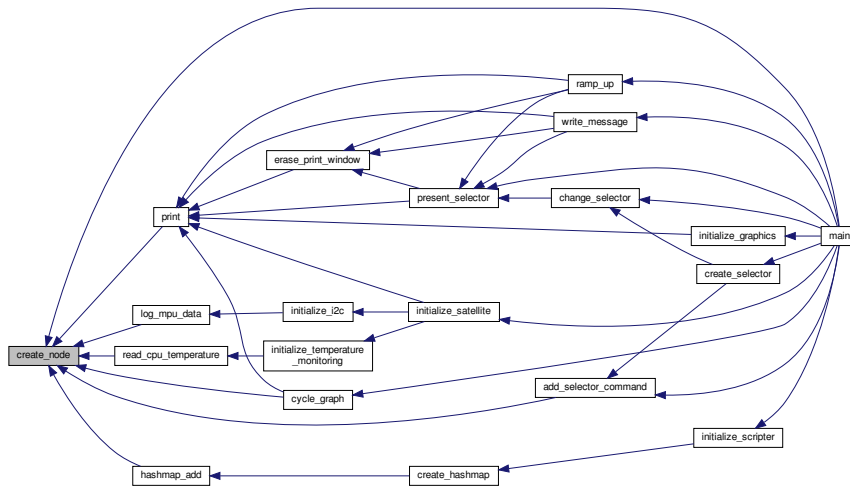 ramp_up
write_message
erase_print_window
present_selector
change_selector
print
initialize_graphics
main
create_selector
log_mpu_data
initialize_i2c
initialize_satellite
create_node
read_cpu_temperature
initialize_temperature
_monitoring
cycle_graph
add_selector_command
initialize_scripter
hashmap_add
create_hashmap